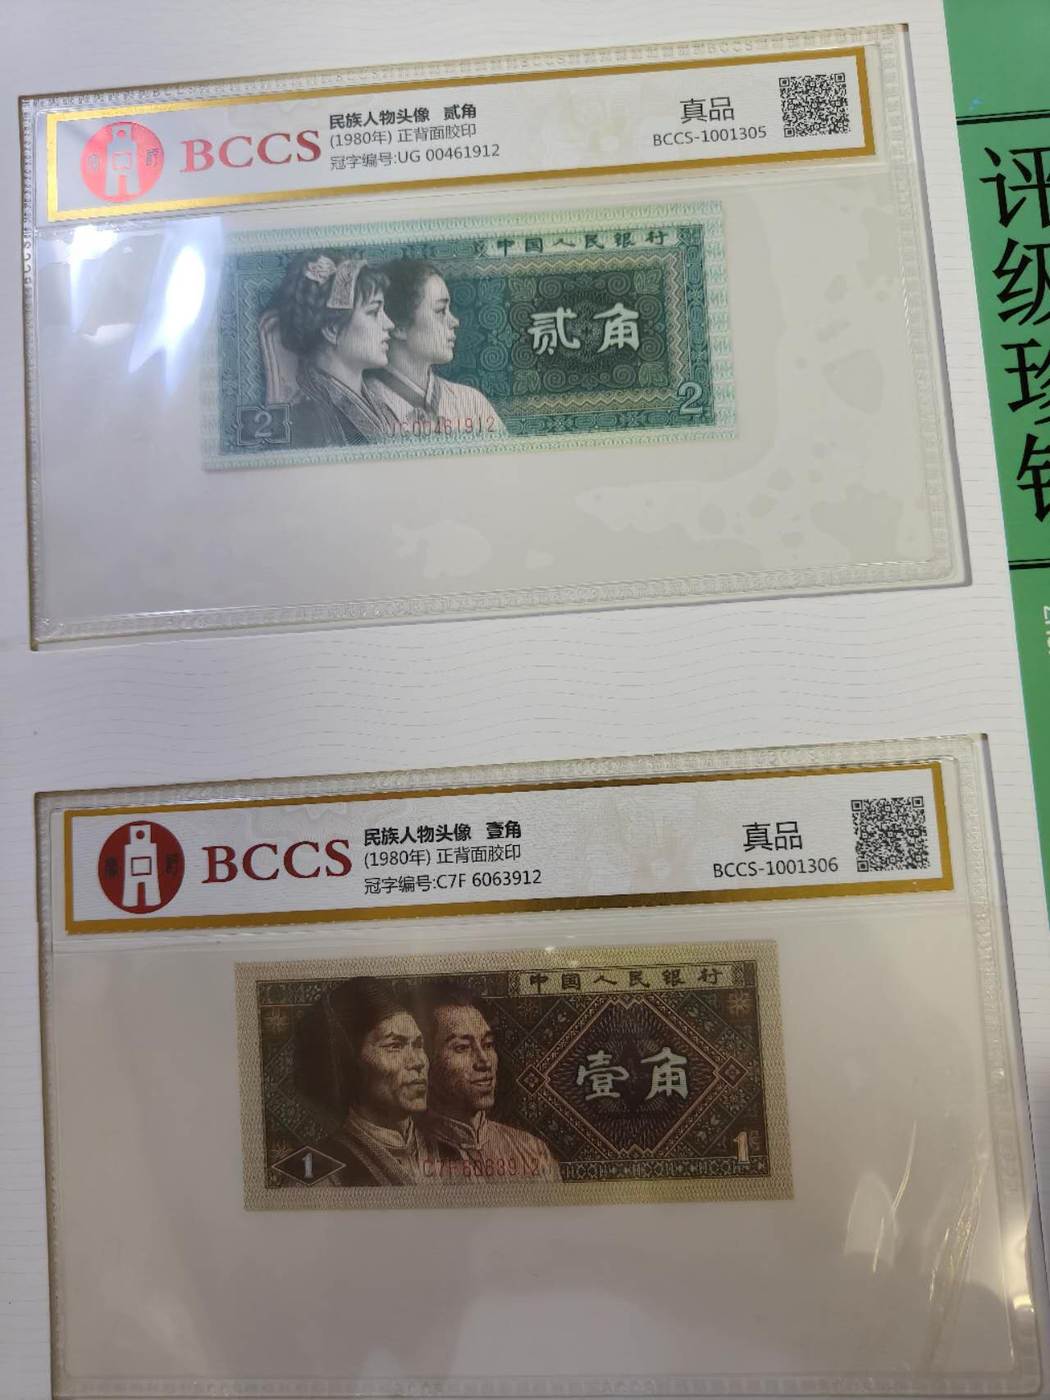 BCCS
民族人物头像 贰角
(1980年) 正背面胶印
冠字编号:UG 00461912
真品
BCCS-1001305
中国人民银行
贰角
2
2
UG00461912
评级珍
BCCS
民族人物头像 壹角
(1980年) 正背面胶印
冠字编号:C7F 6063912
真品
BCCS-1001306
中国人民银行
壹角
1
1
C7F6063912